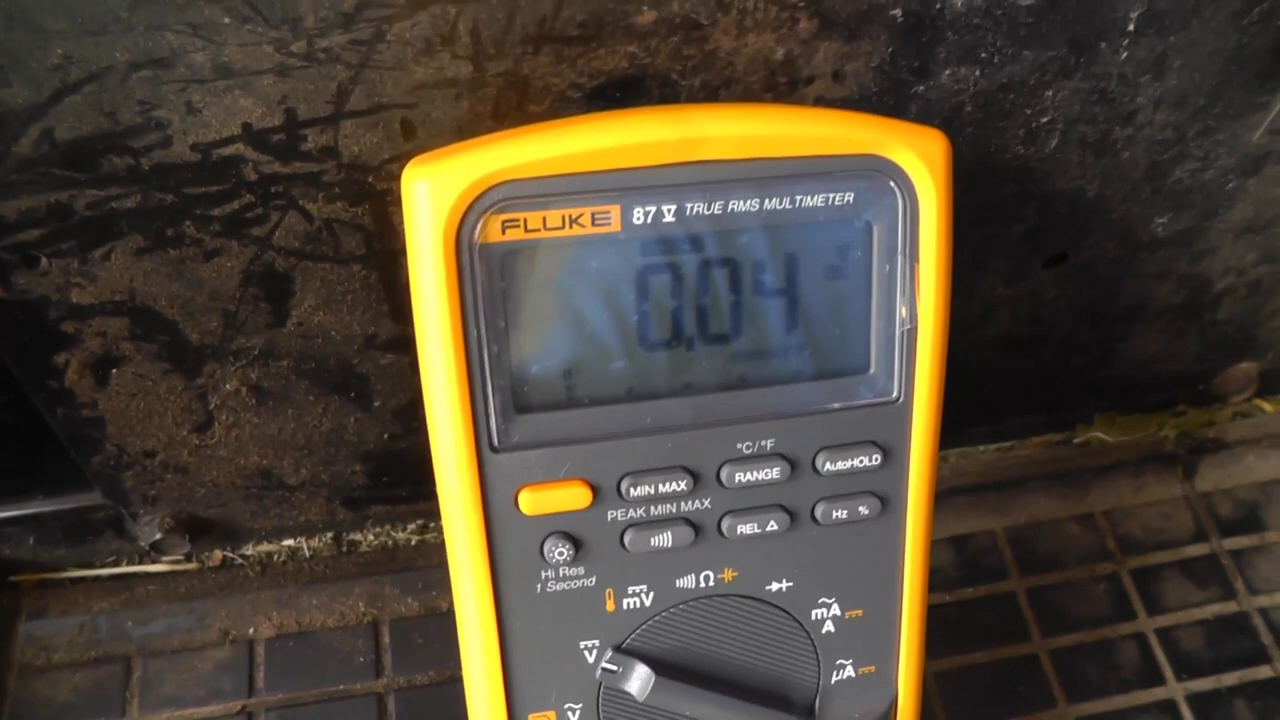 FLUKE 87 V TRUE RMS MULTIMETER
0.04
°C/°F
MIN MAX RANGE AutoHOLD
PEAK MIN MAX
REL Δ Hz %
Hi Res
1 Second
mV Ω
mA
A
V
µA
V